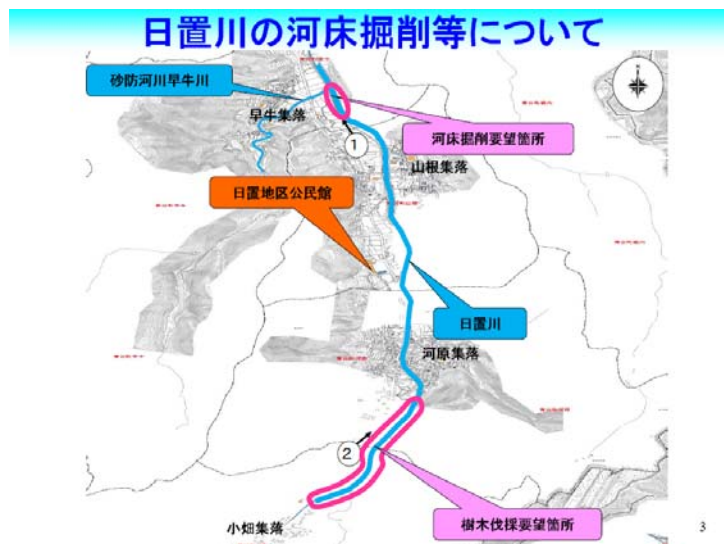 日置川の河床掘削等について
砂防河川早牛川
早牛集落
①
河床掘削要望箇所
山根集落
日置地区公民館
日置川
河原集落
②
小畑集落
樹木伐採要望箇所
3